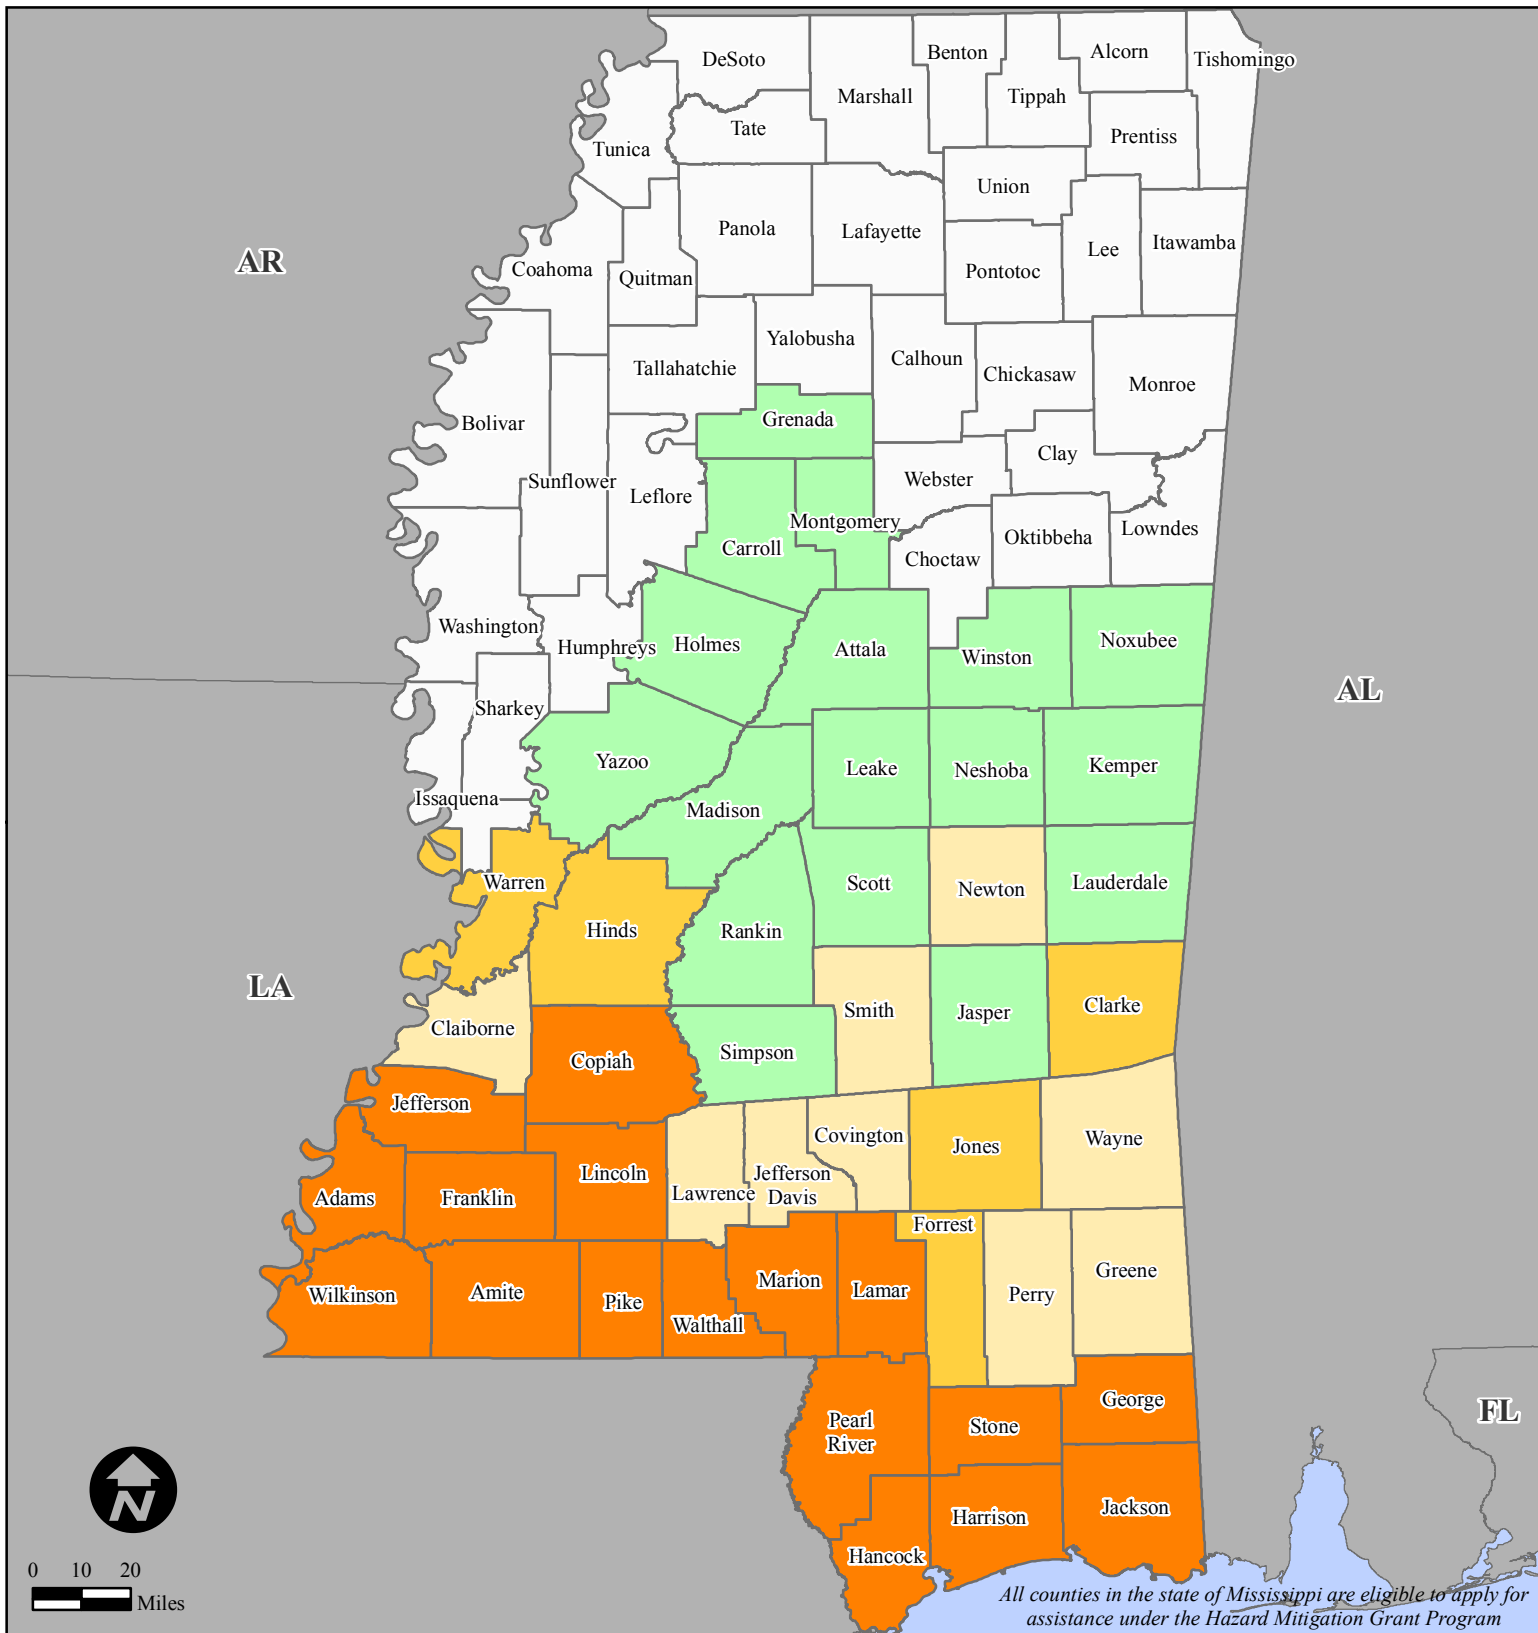 DeSoto
Benton
Alcorn
Tishomingo
Marshall
Tippah
Tate
Prentiss
Tunica
Union
Panola
Lafayette
Lee
Itawamba
AR
Coahoma
Quitman
Pontotoc
Yalobusha
Calhoun
Tallahatchie
Chickasaw
Monroe
Bolivar
Grenada
Clay
Sunflower
Webster
Leflore
Montgomery
Lowndes
Oktibbeha
Carroll
Choctaw
Washington
Humphreys
Holmes
Attala
Winston
Noxubee
AL
Sharkey
Yazoo
Leake
Neshoba
Kemper
Issaquena
Madison
Warren
Scott
Newton
Lauderdale
Hinds
Rankin
LA
Claiborne
Smith
Jasper
Clarke
Copiah
Simpson
Jefferson
Covington
Jones
Wayne
Lincoln
Jefferson
Davis
Lawrence
Adams
Franklin
Forrest
Wilkinson
Amite
Pike
Walthall
Marion
Lamar
Perry
Greene
George
FL
Pearl
River
Stone
Harrison
Jackson
Hancock
N
0 10 20
Miles
All counties in the state of Mississippi are eligible to apply for
assistance under the Hazard Mitigation Grant Program